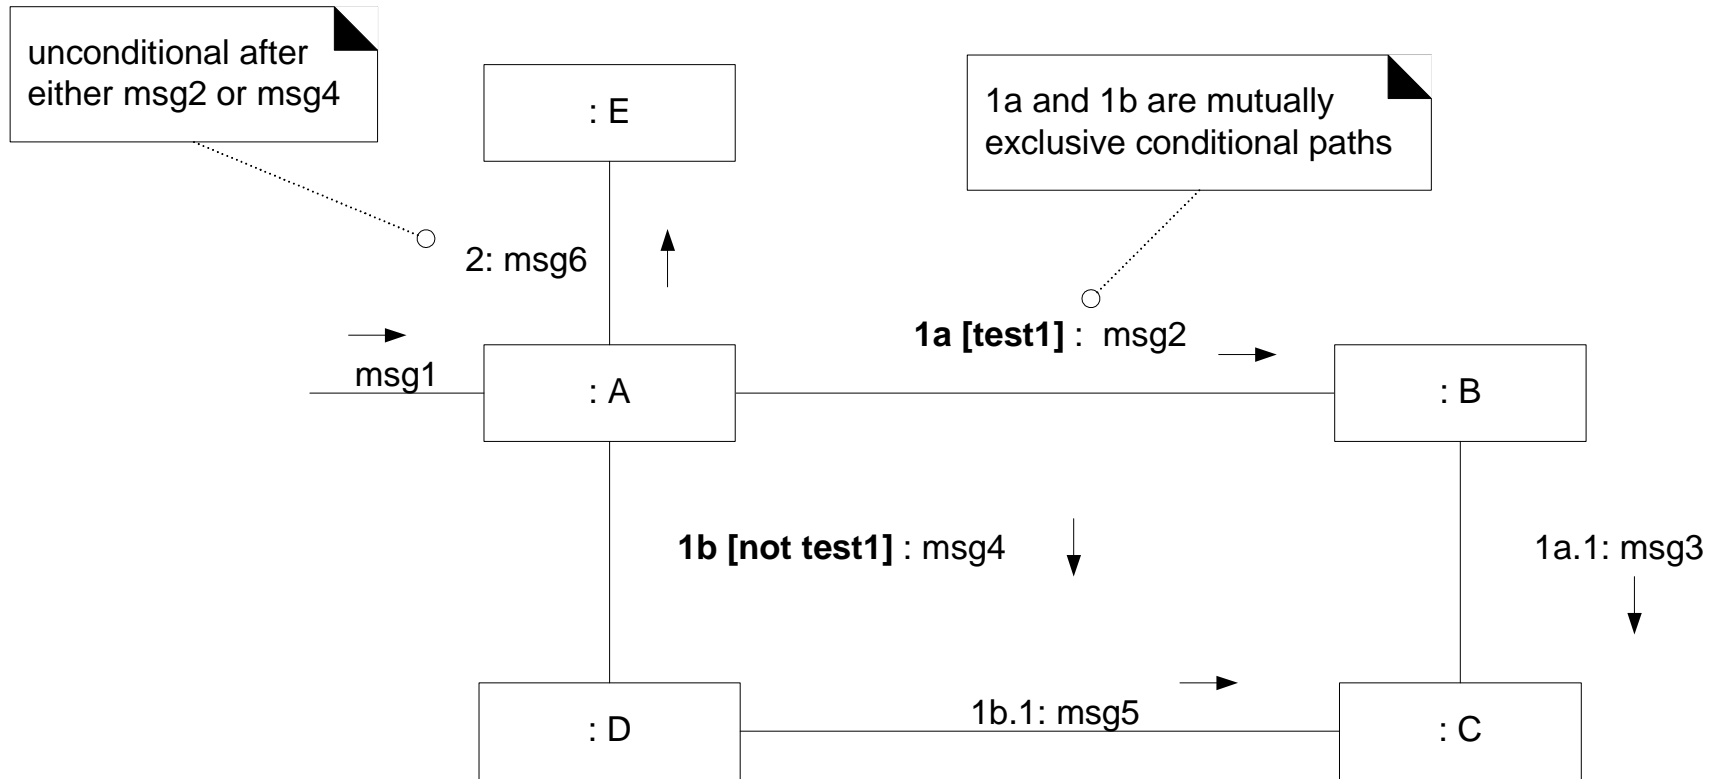 unconditional after
either msg2 or msg4
: E
1a and 1b are mutually
exclusive conditional paths
2: msg6
1a [test1] : msg2
msg1
: A
: B
1b [not test1] : msg4
1a.1: msg3
1b.1: msg5
: D
: C